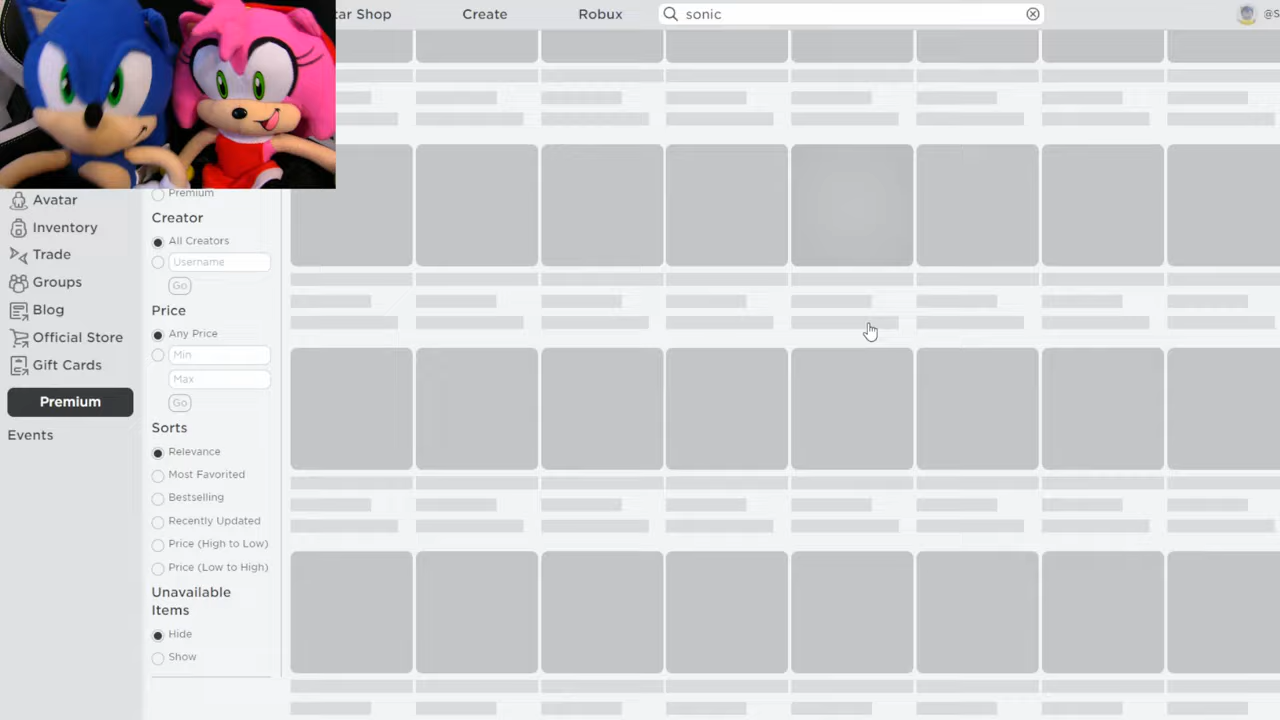 tar Shop
Create
Robux
sonic
@S
Avatar
Inventory
Trade
Groups
Blog
Official Store
Gift Cards
Premium
Events
Premium
Creator
All Creators
Username
Go
Price
Any Price
Min
Max
Go
Sorts
Relevance
Most Favorited
Bestselling
Recently Updated
Price (High to Low)
Price (Low to High)
Unavailable
Items
Hide
Show